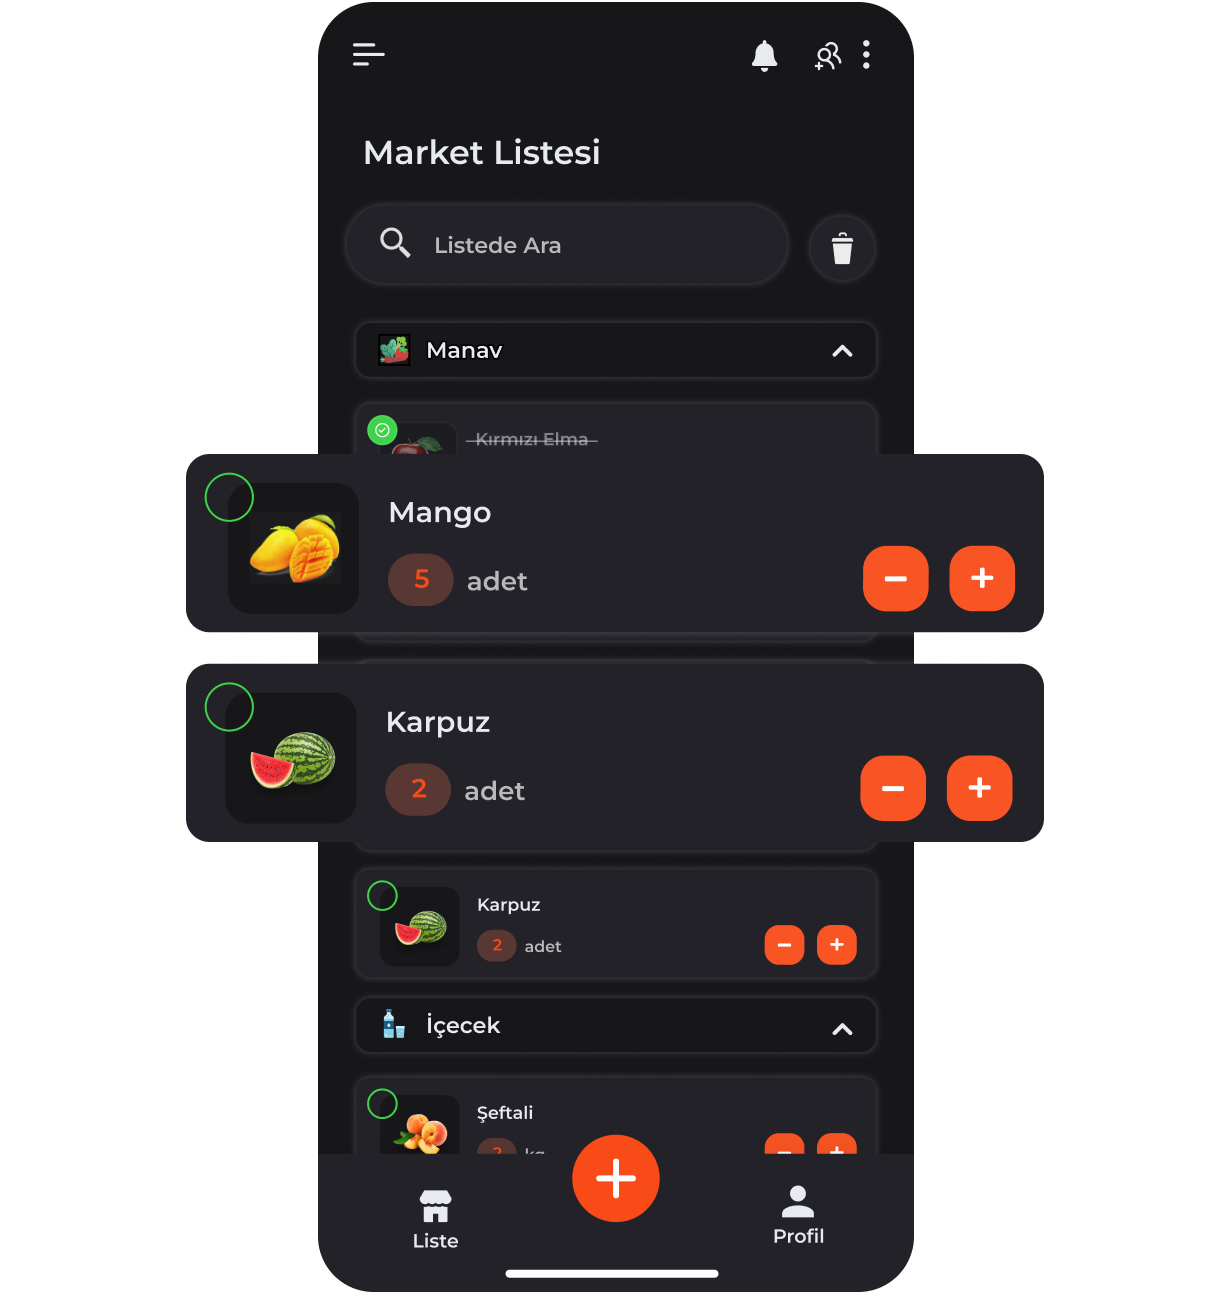 Market Listesi
Listede Ara
Manav
Kırmızı Elma
Mango
5 adet
Karpuz
2 adet
Karpuz
2 adet
İçecek
Şeftali
Liste
Profil